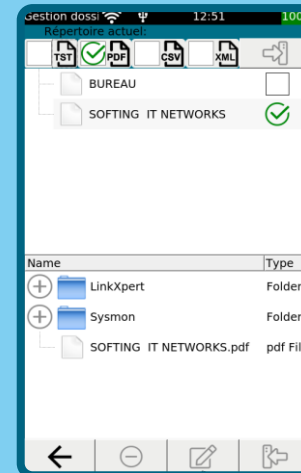 Gestion dossi 12:51 100
Répertoire actuel:
TST PDF CSV XML
BUREAU
SOFTING IT NETWORKS
Name Type
LinkXpert Folder
Sysmon Folder
SOFTING IT NETWORKS.pdf pdf Fil